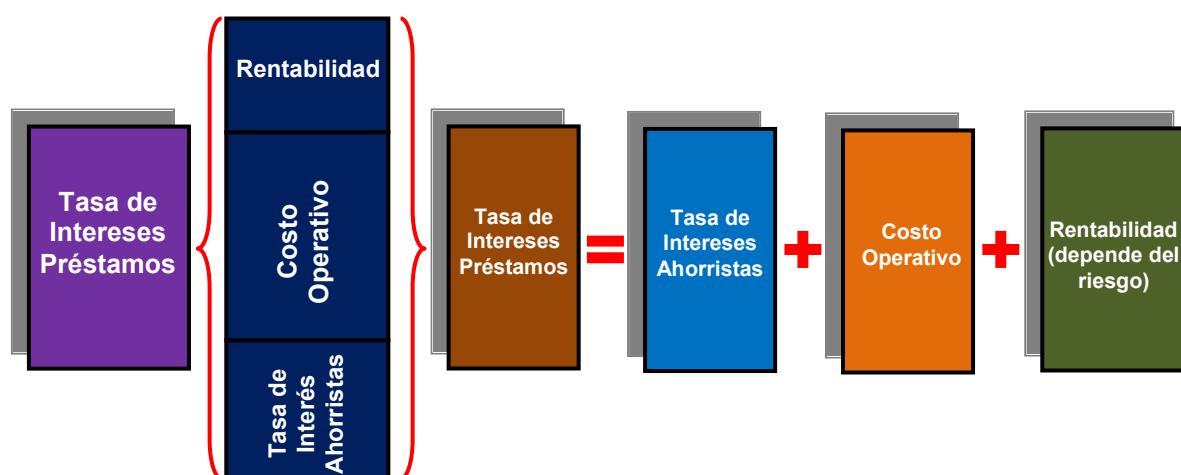 Tasa de
Intereses
Préstamos
Rentabilidad
Costo
Operativo
Tasa de
Interés
Ahorristas
Tasa de
Intereses
Préstamos
=
Tasa de
Intereses
Ahorristas
+
Costo
Operativo
+
Rentabilidad
(depende del
riesgo)